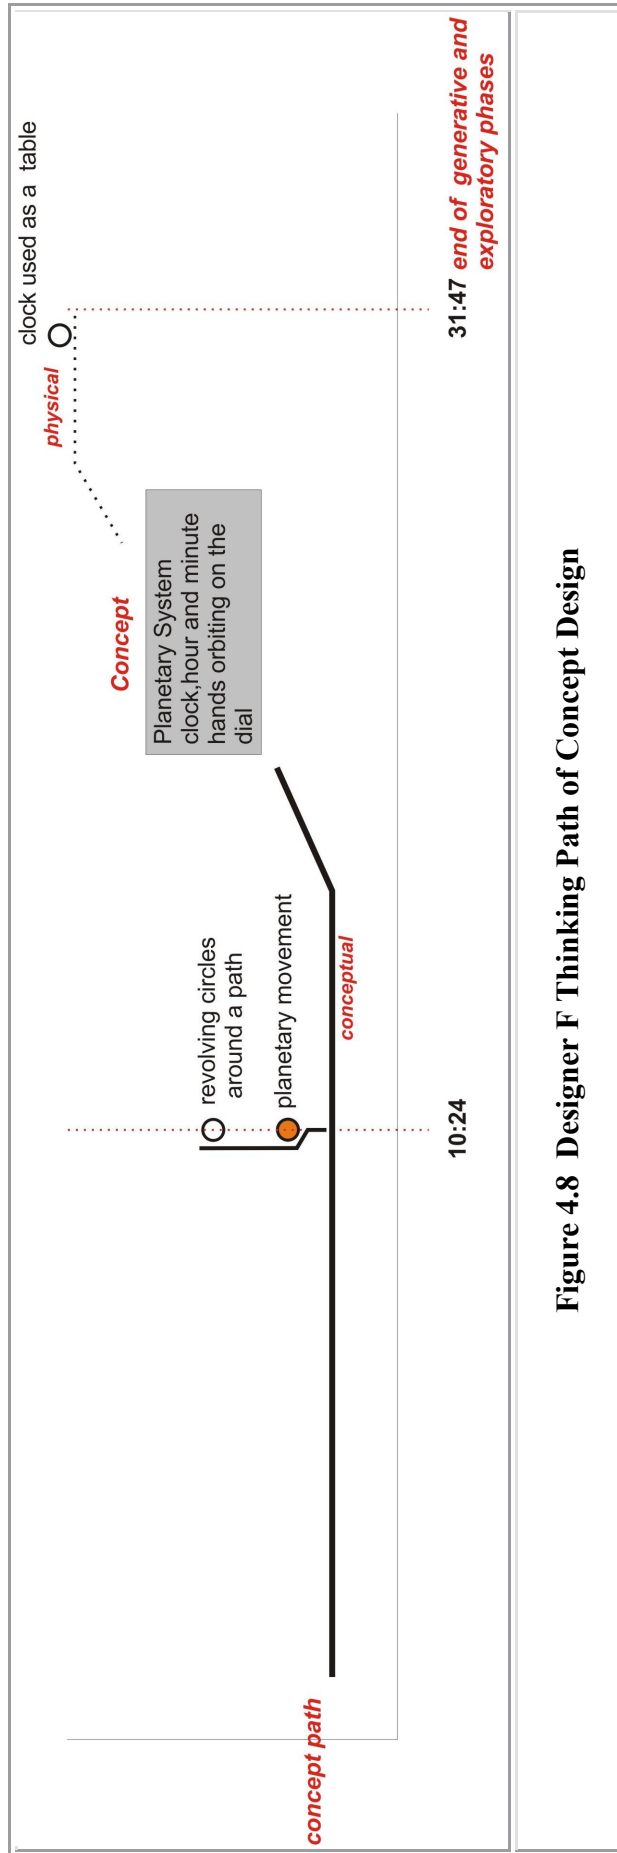 clock used as a  table
physical
Concept
Planetary System
clock,hour and minute
hands orbiting on the
dial
revolving circles
around a path
planetary movement
conceptual
concept path
10:24
31:47 end of  generative and
exploratory phases
Figure 4.8  Designer F Thinking Path of Concept Design